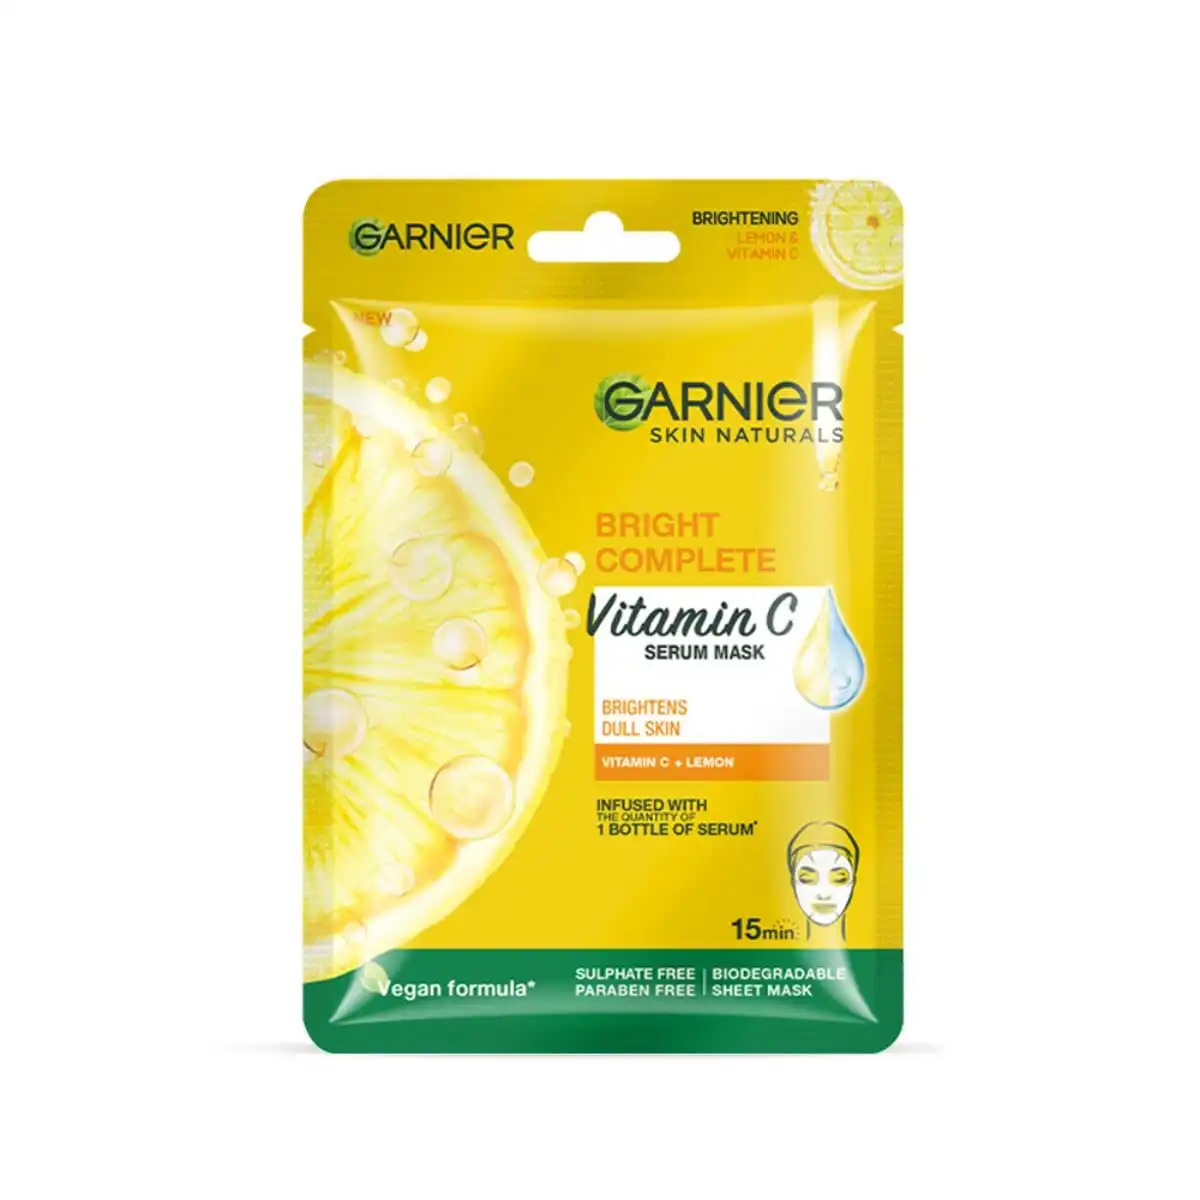 GARNIER
BRIGHTENING
LEMON &
VITAMIN C
NEW
GARNIER
SKIN NATURALS
BRIGHT
COMPLETE
Vitamin C
SERUM MASK
BRIGHTENS
DULL SKIN
VITAMIN C + LEMON
INFUSED WITH
THE QUANTITY OF
1 BOTTLE OF SERUM*
15min
Vegan formula*
SULPHATE FREE | BIODEGRADABLE
PARABEN FREE | SHEET MASK